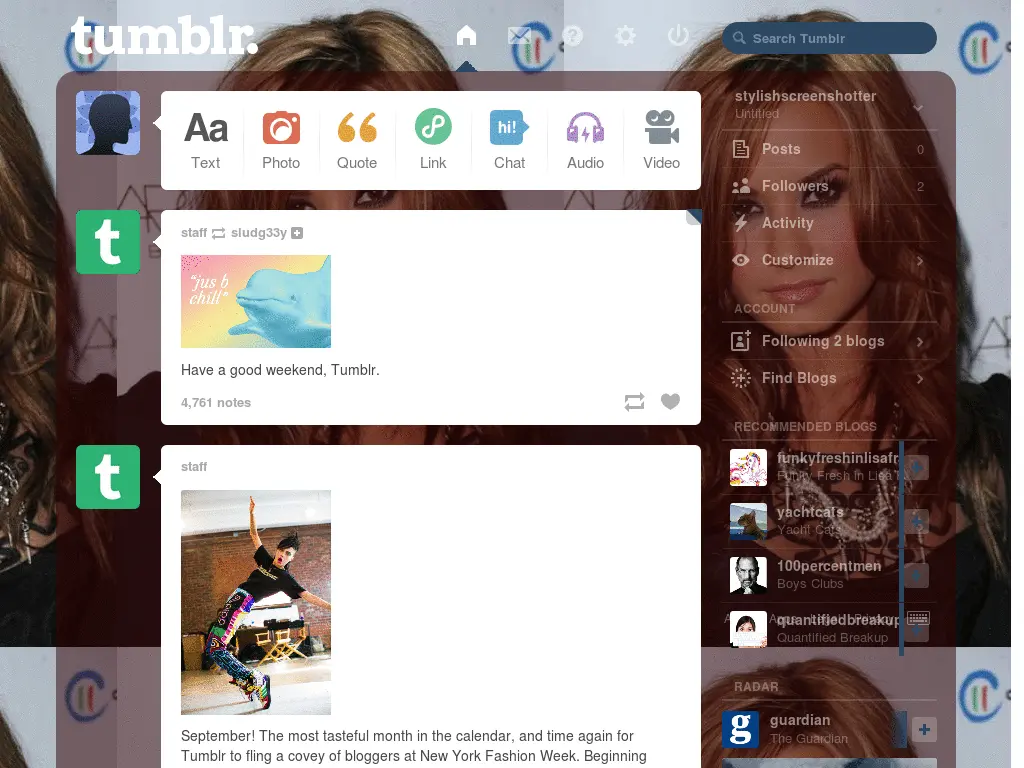 tumblr.
Search Tumblr
Aa
Text
Photo
Quote
Link
hi!
Chat
Audio
Video
stylishscreenshotter
Untitled
Posts 0
Followers 2
Activity
Customize
ACCOUNT
Following 2 blogs
Find Blogs
RECOMMENDED BLOGS
funkyfreshinlisafr
Funky Fresh in Lisa F
yachtcats
Yacht Cats
100percentmen
Boys Clubs
quantifiedbreakup
Quantified Breakup
RADAR
g
guardian
The Guardian
t
staff sludg33y
"jus b
chill"
Have a good weekend, Tumblr.
4,761 notes
t
staff
September! The most tasteful month in the calendar, and time again for
Tumblr to fling a covey of bloggers at New York Fashion Week. Beginning